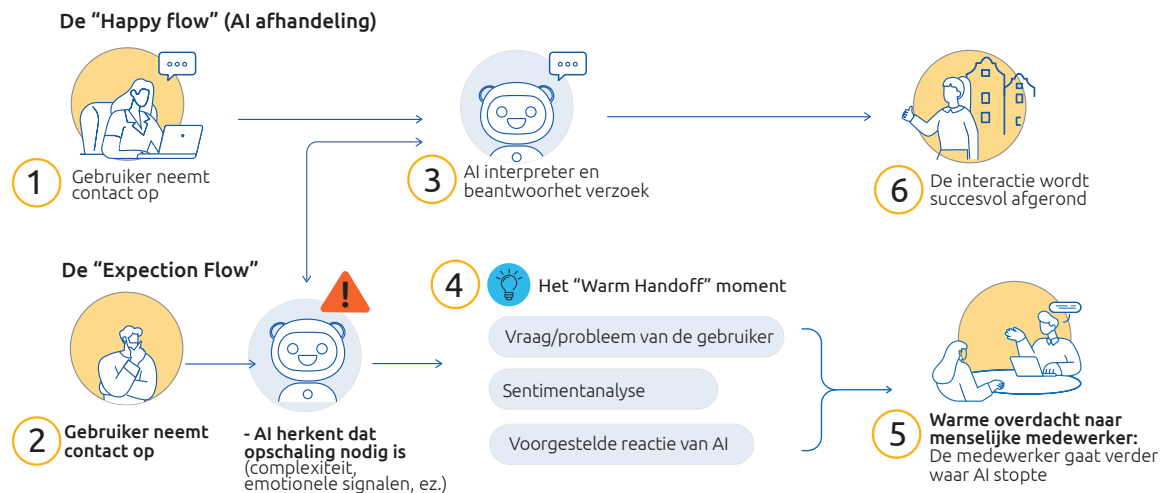 De “Happy flow” (AI afhandeling)
1
Gebruiker neemt
contact op
3
AI interpreter en
beantwoorhet verzoek
6
De interactie wordt
succesvol afgerond
De “Expection Flow”
2
Gebruiker neemt
contact op
- AI herkent dat
opschaling nodig is
(complexiteit,
emotionele signalen, ez.)
4
Het “Warm Handoff” moment
Vraag/probleem van de gebruiker
Sentimentanalyse
Voorgestelde reactie van AI
5
Warme overdacht naar
menselijke medewerker:
De medewerker gaat verder
waar AI stopte